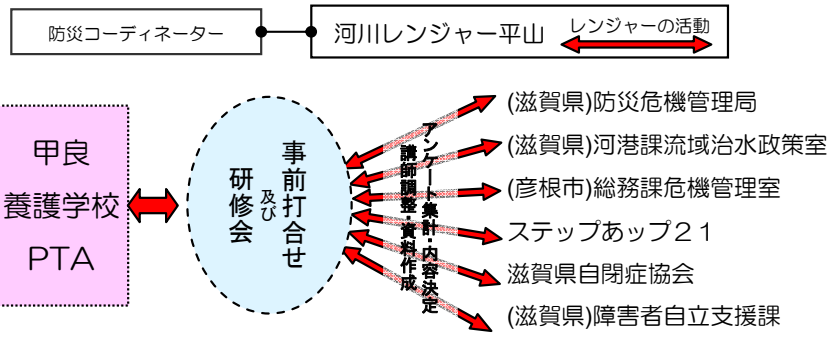 防災コーディネーター
河川レンジャー平山
レンジャーの活動
甲良
養護学校
PTA
事前打合せ
及び
研修会
アンケート集計・内容決定
講師調整・資料作成
(滋賀県)防災危機管理局
(滋賀県)河港課流域治水政策室
(彦根市)総務課危機管理室
ステップあップ２１
滋賀県自閉症協会
(滋賀県)障害者自立支援課